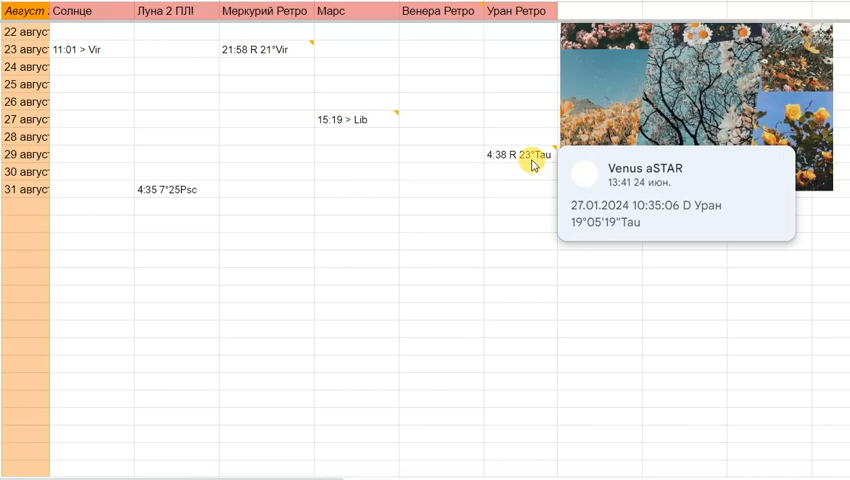 Август Солнце Луна 2 ПЛ! Меркурий Ретро Марс Венера Ретро Уран Ретро
22 август
23 август 11:01 > Vir 21:58 R 21°Vir
24 август
25 август
26 август
27 август 15:19 > Lib
28 август
29 август 4:38 R 23°Tau
30 август
31 август 4:35 7°25Psc
Venus aSTAR
13:41 24 июн.
27.01.2024 10:35:06 D Уран
19°05'19"Tau